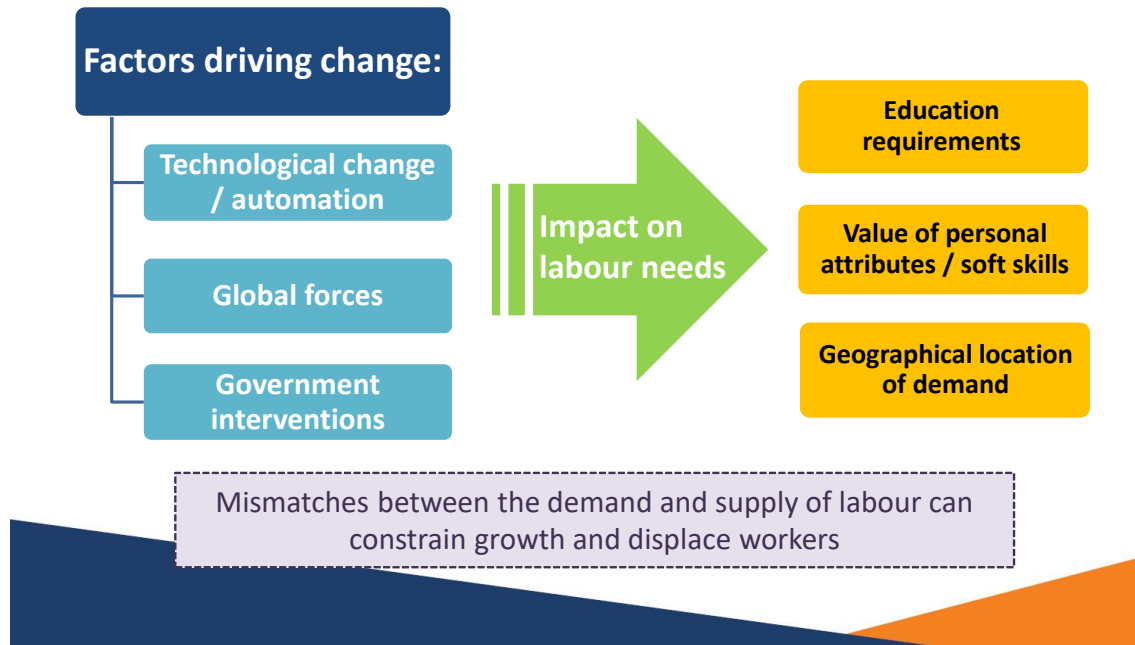 Factors driving change:
Technological change
/ automation
Global forces
Government
interventions
Impact on
labour needs
Education
requirements
Value of personal
attributes / soft skills
Geographical location
of demand
Mismatches between the demand and supply of labour can
constrain growth and displace workers